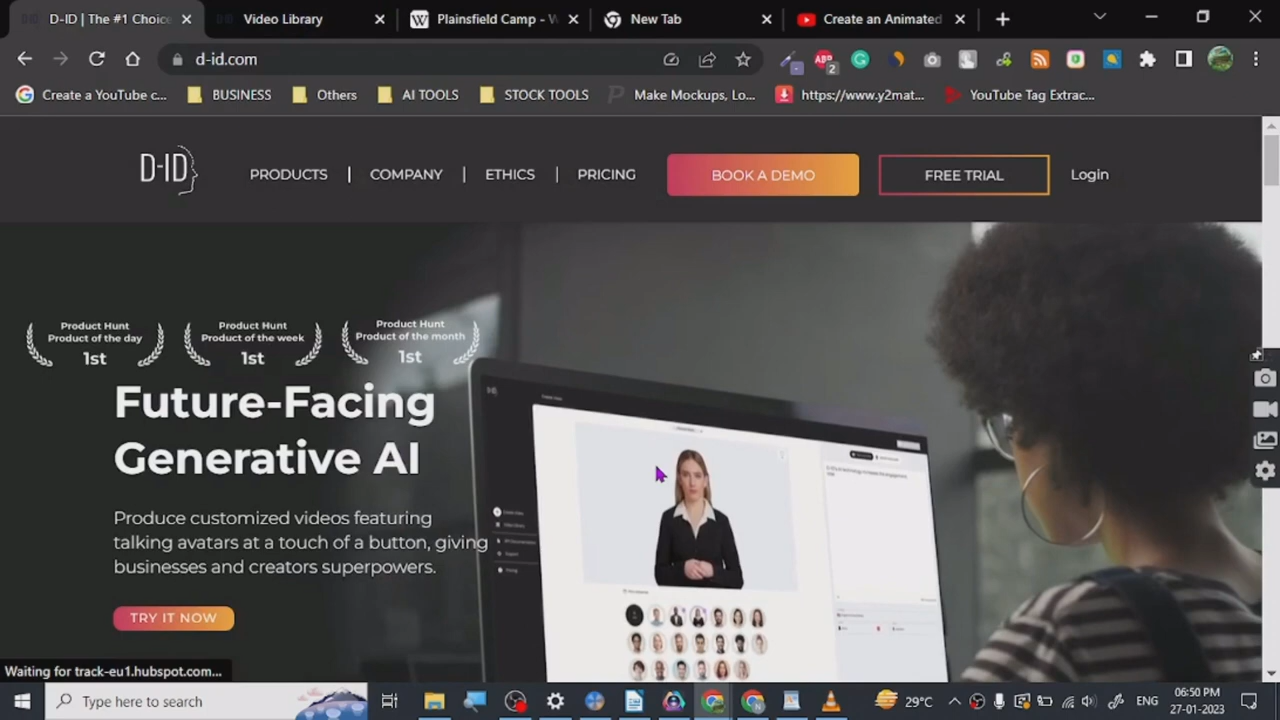 D-ID | The #1 Choice
Video Library
Plainsfield Camp - W
New Tab
Create an Animated
d-id.com
ABP
2
Create a YouTube c...
BUSINESS
Others
AI TOOLS
STOCK TOOLS
Make Mockups, Lo...
https://www.y2mat...
YouTube Tag Extrac...
D-ID
PRODUCTS
COMPANY
ETHICS
PRICING
BOOK A DEMO
FREE TRIAL
Login
Product Hunt
Product of the day
1st
Product Hunt
Product of the week
1st
Product Hunt
Product of the month
1st
Future-Facing
Generative AI
Produce customized videos featuring
talking avatars at a touch of a button, giving
businesses and creators superpowers.
TRY IT NOW
Waiting for track-eu1.hubspot.com...
Type here to search
29°C
ENG
06:50 PM
27-01-2023